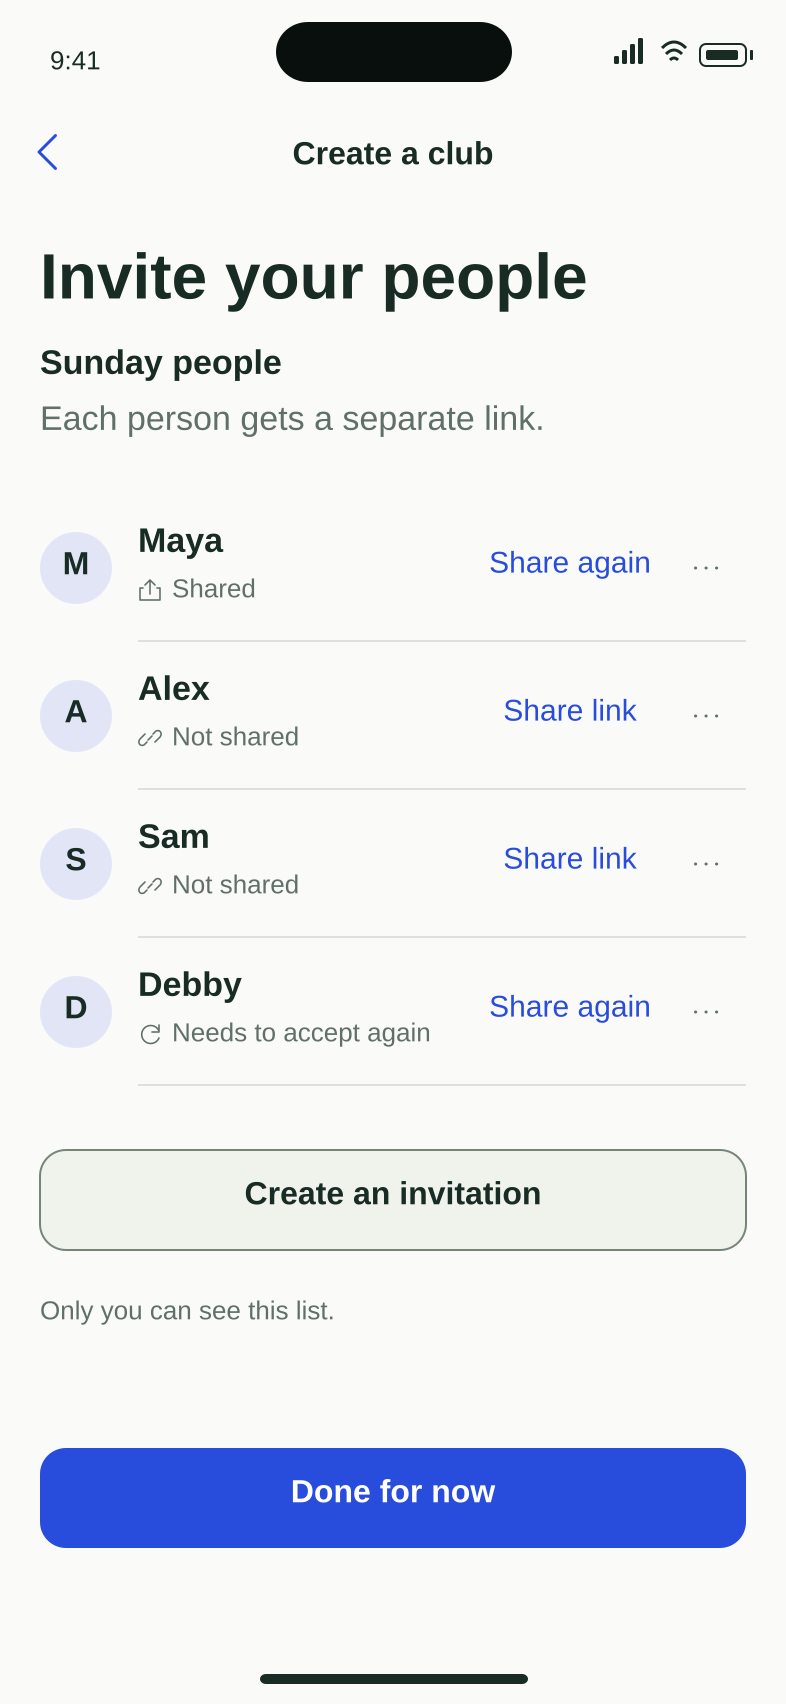 9:41
Create a club
Invite your people
Sunday people
Each person gets a separate link.
M
Maya
Shared
Share again
...
A
Alex
Not shared
Share link
...
S
Sam
Not shared
Share link
...
D
Debby
Needs to accept again
Share again
...
Create an invitation
Only you can see this list.
Done for now